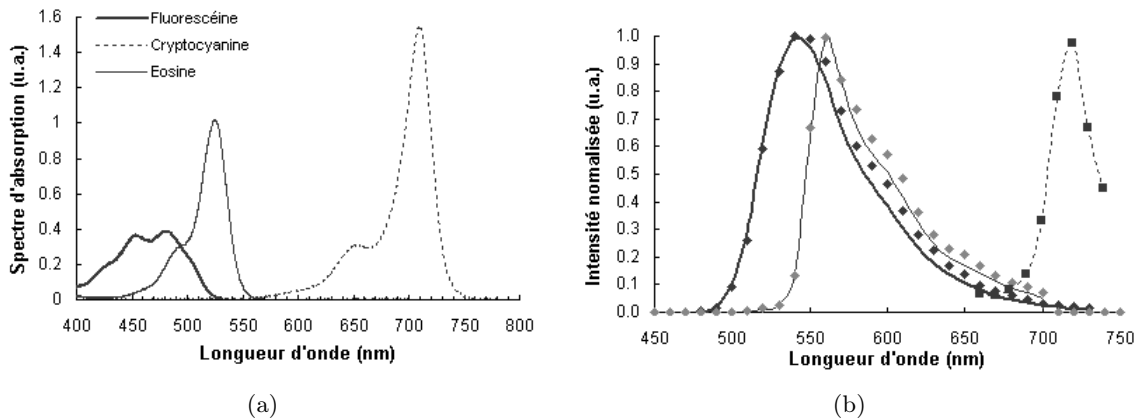 1.6
1.4
1.2
1
0.8
0.6
0.4
0.2
0
Spectre d'absorption (u.a.)
Fluorescéine
Cryptocyanine
Eosine
400 450 500 550 600 650 700 750 800
Longueur d'onde (nm)
(a)
1.0
0.9
0.8
0.7
0.6
0.5
0.4
0.3
0.2
0.1
0.0
Intensité nomalisée (u.a.)
450 500 550 600 650 700 750
Longueur d'onde (nm)
(b)